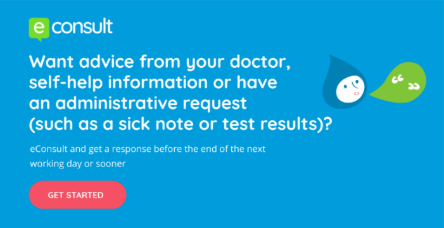 e consult
Want advice from your doctor,
self-help information or have
an administrative request
(such as a sick note or test results)?
eConsult and get a response before the end of the next
working day or sooner
GET STARTED